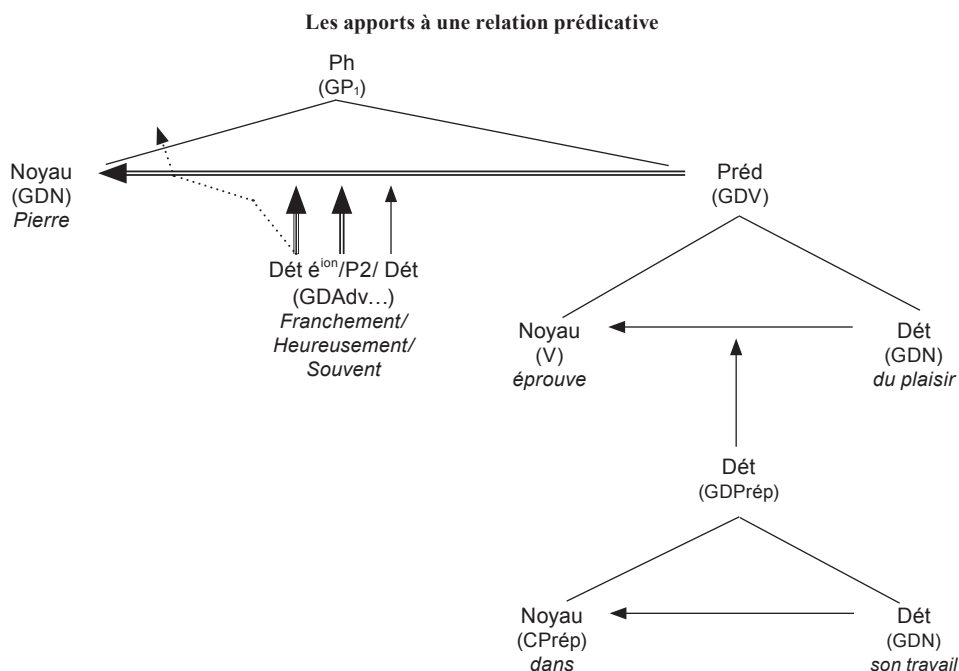 Les apports à une relation prédicative
Ph
(GP₁)
Noyau
(GDN)
Pierre
Préd
(GDV)
Dét é^ion/P2/ Dét
(GDAdv…)
Franchement/
Heureusement/
Souvent
Noyau
(V)
éprouve
Dét
(GDN)
du plaisir
Dét
(GDPrép)
Noyau
(CPrép)
dans
Dét
(GDN)
son travail